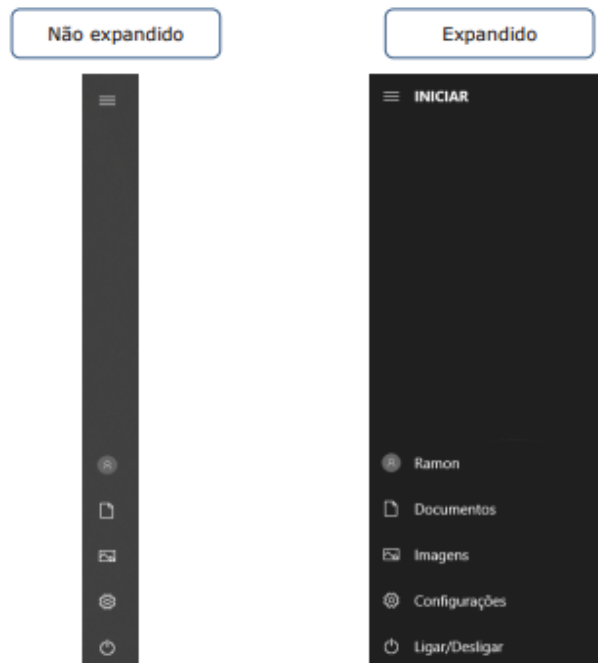 Não expandido
Expandido
INICIAR
Ramon
Documentos
Imagens
Configurações
Ligar/Desligar